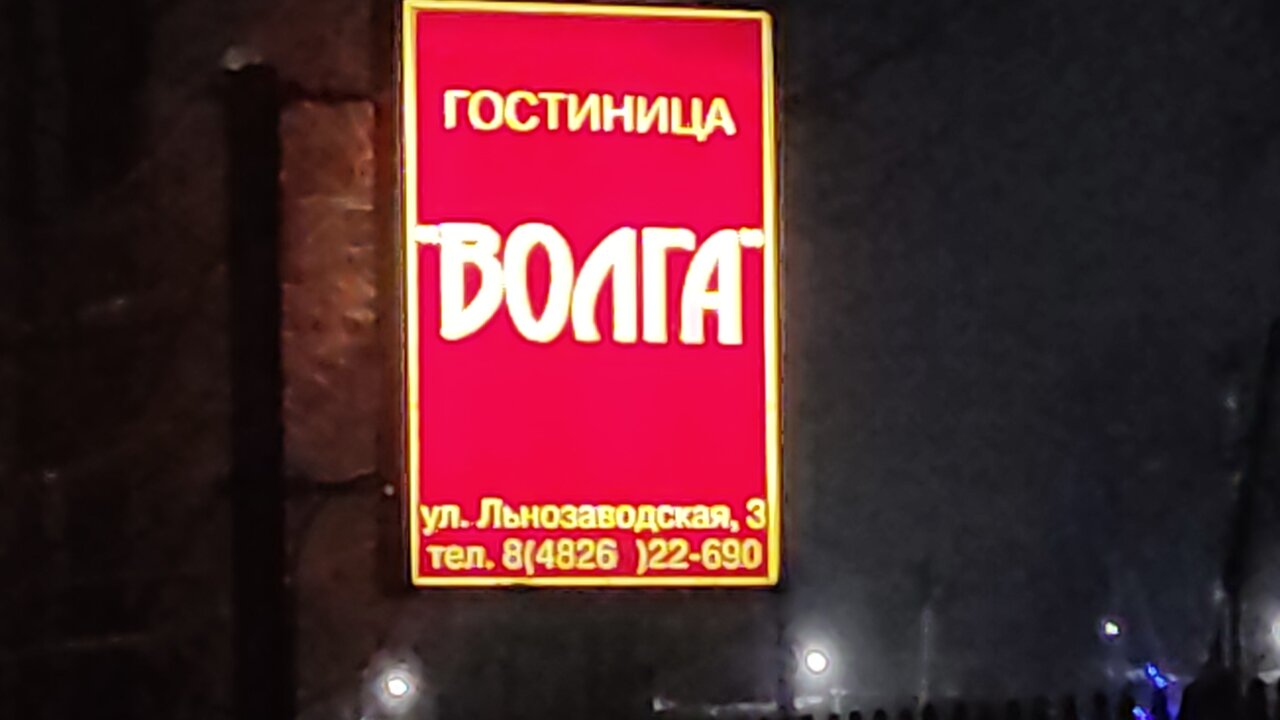 ГОСТИНИЦА
"ВОЛГА"
ул. Льнозаводская, 3
тел. 8(4826 )22-690